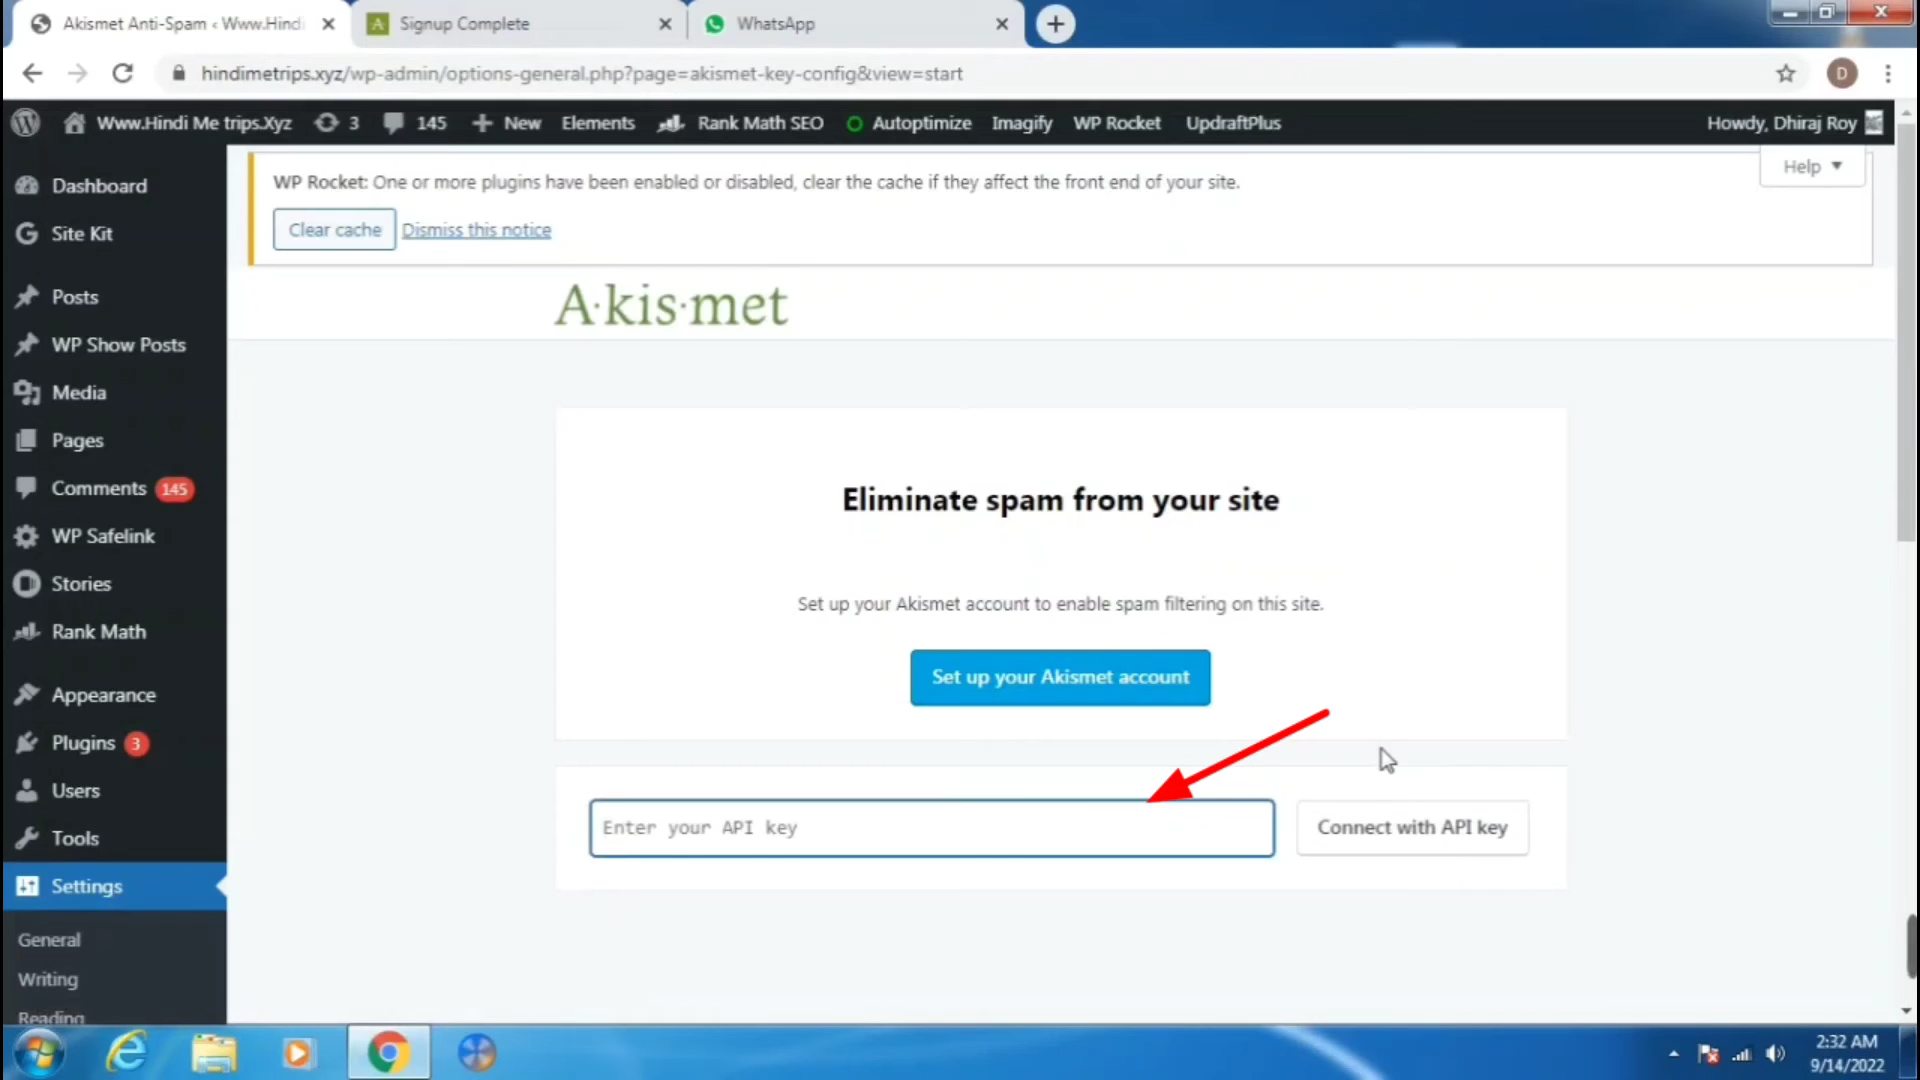 Akismet Anti-Spam ‹ Www.Hindi
Signup Complete
WhatsApp
hindimetrips.xyz/wp-admin/options-general.php?page=akismet-key-config&view=start
D
Www.Hindi Me trips.Xyz 3 145 New Elements Rank Math SEO Autoptimize Imagify WP Rocket UpdraftPlus Howdy, Dhiraj Roy
Help
WP Rocket: One or more plugins have been enabled or disabled, clear the cache if they affect the front end of your site.
Clear cache Dismiss this notice
A·kis·met
Dashboard
Site Kit
Posts
WP Show Posts
Media
Pages
Comments 145
WP Safelink
Stories
Rank Math
Appearance
Plugins 3
Users
Tools
Settings
General
Writing
Reading
Eliminate spam from your site
Set up your Akismet account to enable spam filtering on this site.
Set up your Akismet account
Enter your API key
Connect with API key
2:32 AM
9/14/2022